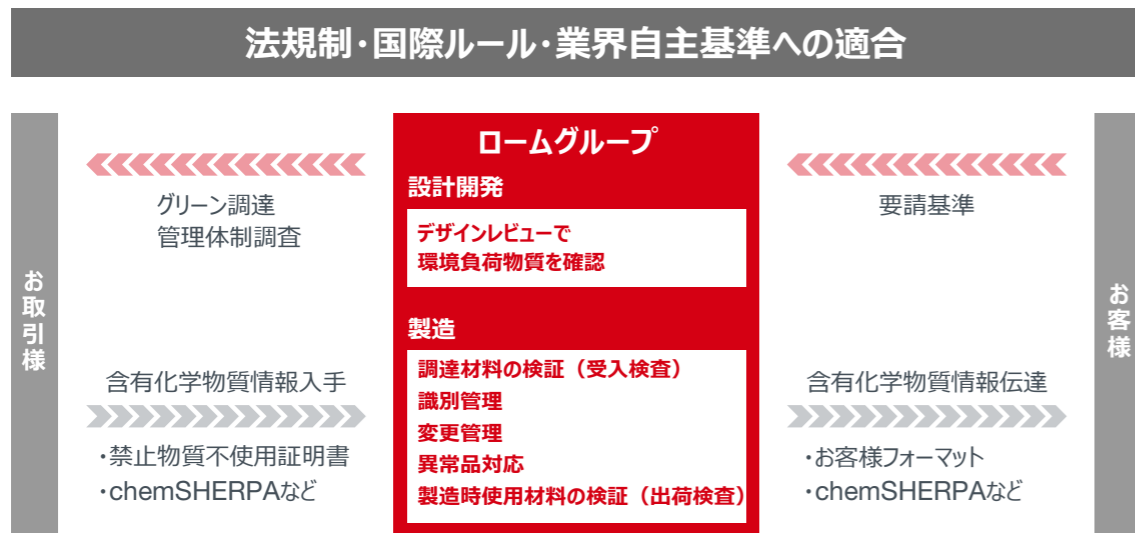 法規制・国際ルール・業界自主基準への適合
お取引様
グリーン調達
管理体制調査
含有化学物質情報入手
・禁止物質不使用証明書
・chemSHERPAなど
ロームグループ
設計開発
デザインレビューで
環境負荷物質を確認
製造
調達材料の検証（受入検査）
識別管理
変更管理
異常品対応
製造時使用材料の検証（出荷検査）
要請基準
含有化学物質情報伝達
・お客様フォーマット
・chemSHERPAなど
お客様